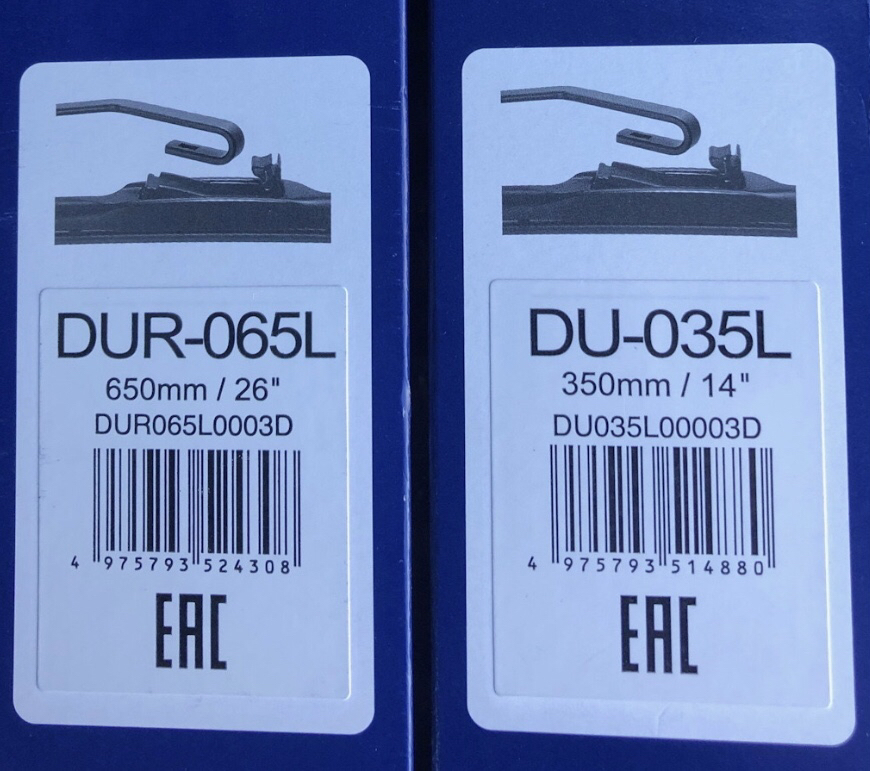 DUR-065L
650mm / 26"
DUR065L0003D
4 975793 524308
EAC
DU-035L
350mm / 14"
DU035L00003D
4 975793 514880
EAC